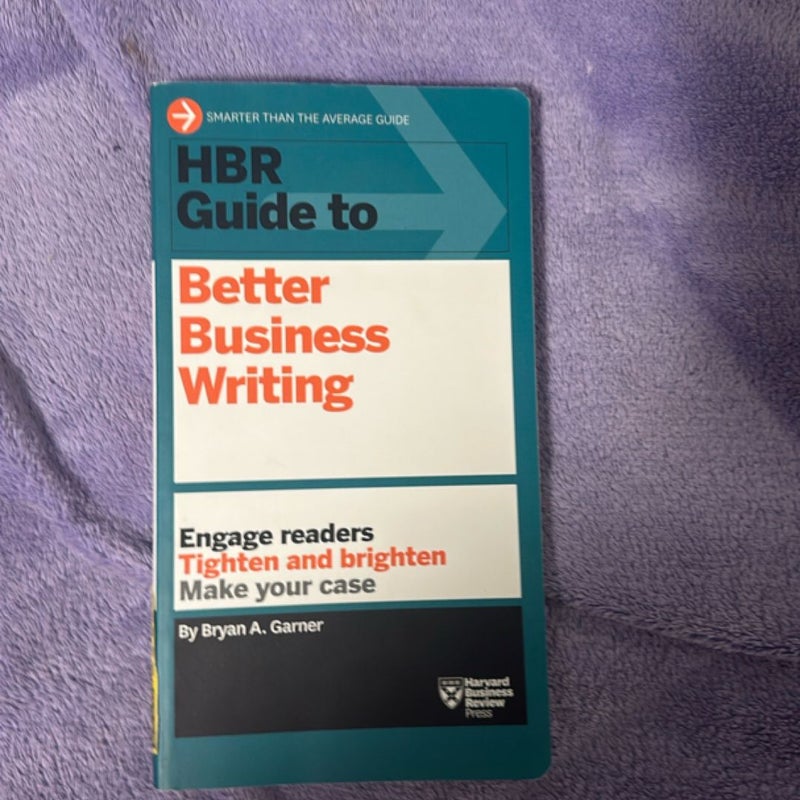 SMARTER THAN THE AVERAGE GUIDE
HBR
Guide to
Better
Business
Writing
Engage readers
Tighten and brighten
Make your case
By Bryan A. Garner
Harvard
Business
Review
Press